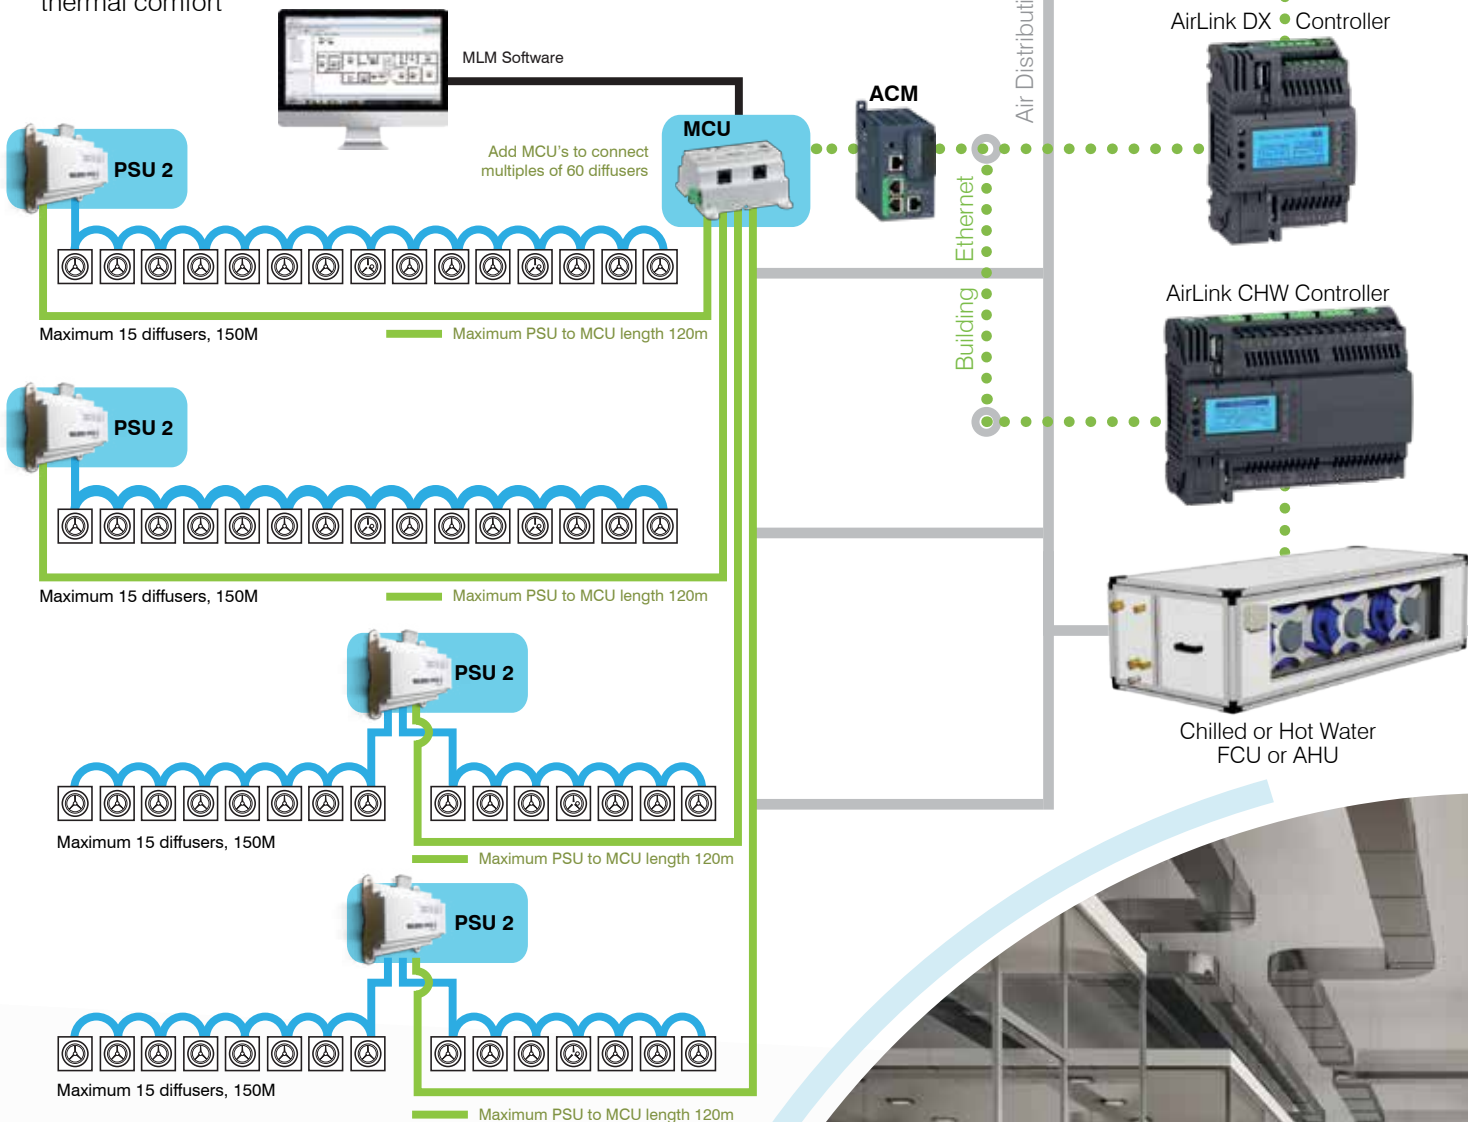 thermal comfort
MLM Software
AirLink DX Controller
ACM
MCU
Add MCU's to connect
multiples of 60 diffusers
PSU 2
Maximum 15 diffusers, 150M
Maximum PSU to MCU length 120m
Air
Building Ethernet
AirLink CHW Controller
PSU 2
Maximum 15 diffusers, 150M
Maximum PSU to MCU length 120m
PSU 2
Chilled or Hot Water
FCU or AHU
Maximum 15 diffusers, 150M
Maximum PSU to MCU length 120m
PSU 2
Maximum 15 diffusers, 150M
Maximum PSU to MCU length 120m